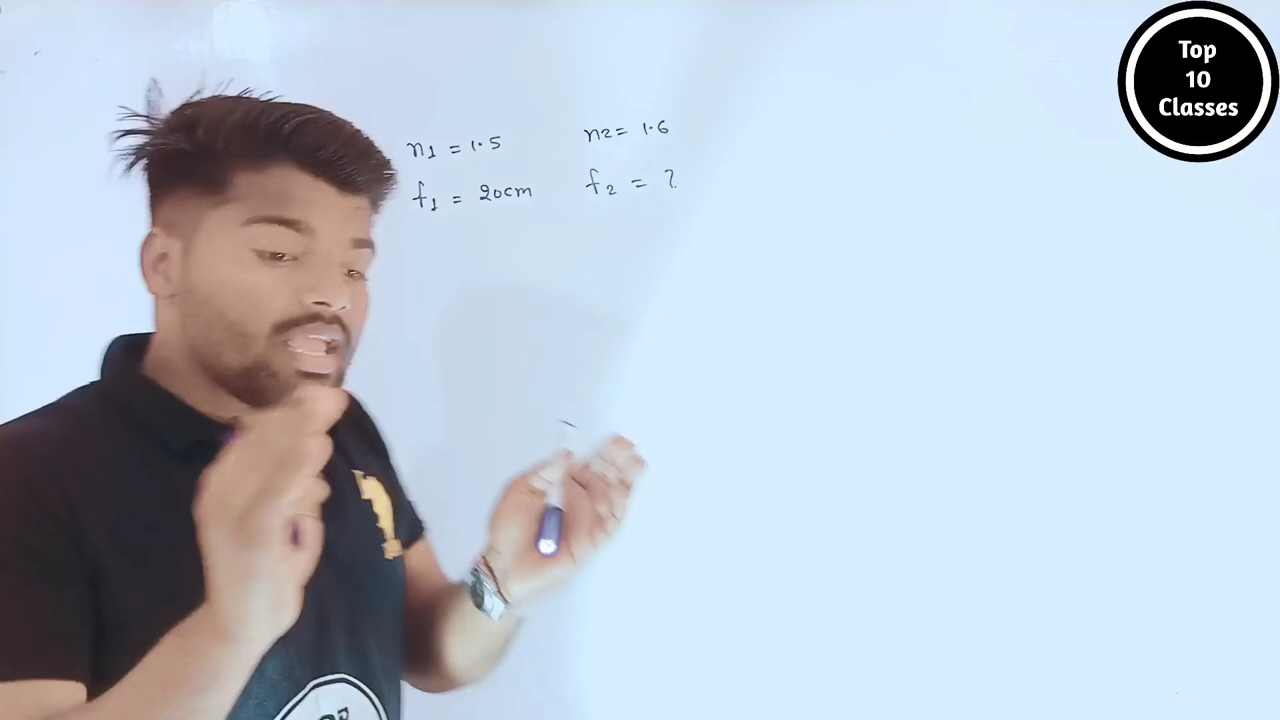 Top
10
Classes
n1 = 1.5 n2 = 1.6
f1 = 20cm f2 = ?